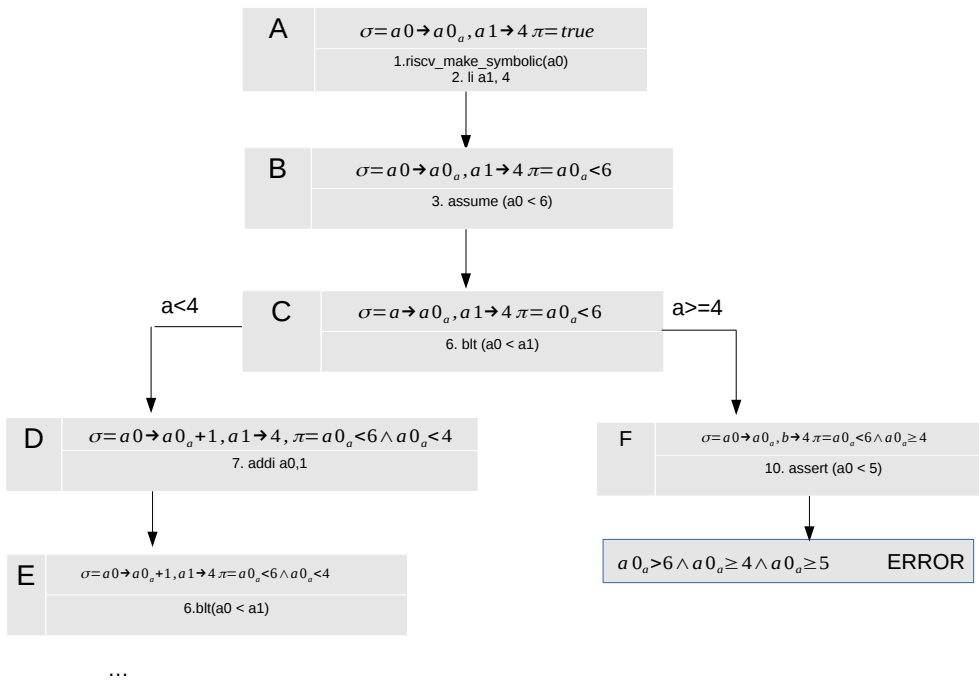 A
σ=a0→a0ₐ,a1→4 π=true
1.riscv_make_symbolic(a0)
2. li a1, 4
B
σ=a0→a0ₐ,a1→4 π=a0ₐ<6
3. assume (a0 < 6)
a<4
C
σ=a→a0ₐ,a1→4 π=a0ₐ<6
6. blt (a0 < a1)
a>=4
D
σ=a0→a0ₐ+1,a1→4, π=a0ₐ<6∧a0ₐ<4
7. addi a0,1
F
σ=a0→a0ₐ,b→4 π=a0ₐ<6∧a0ₐ≥4
10. assert (a0 < 5)
E
σ=a0→a0ₐ+1,a1→4 π=a0ₐ<6∧a0ₐ<4
6.blt(a0 < a1)
a0ₐ>6∧a0ₐ≥4∧a0ₐ≥5 ERROR
...